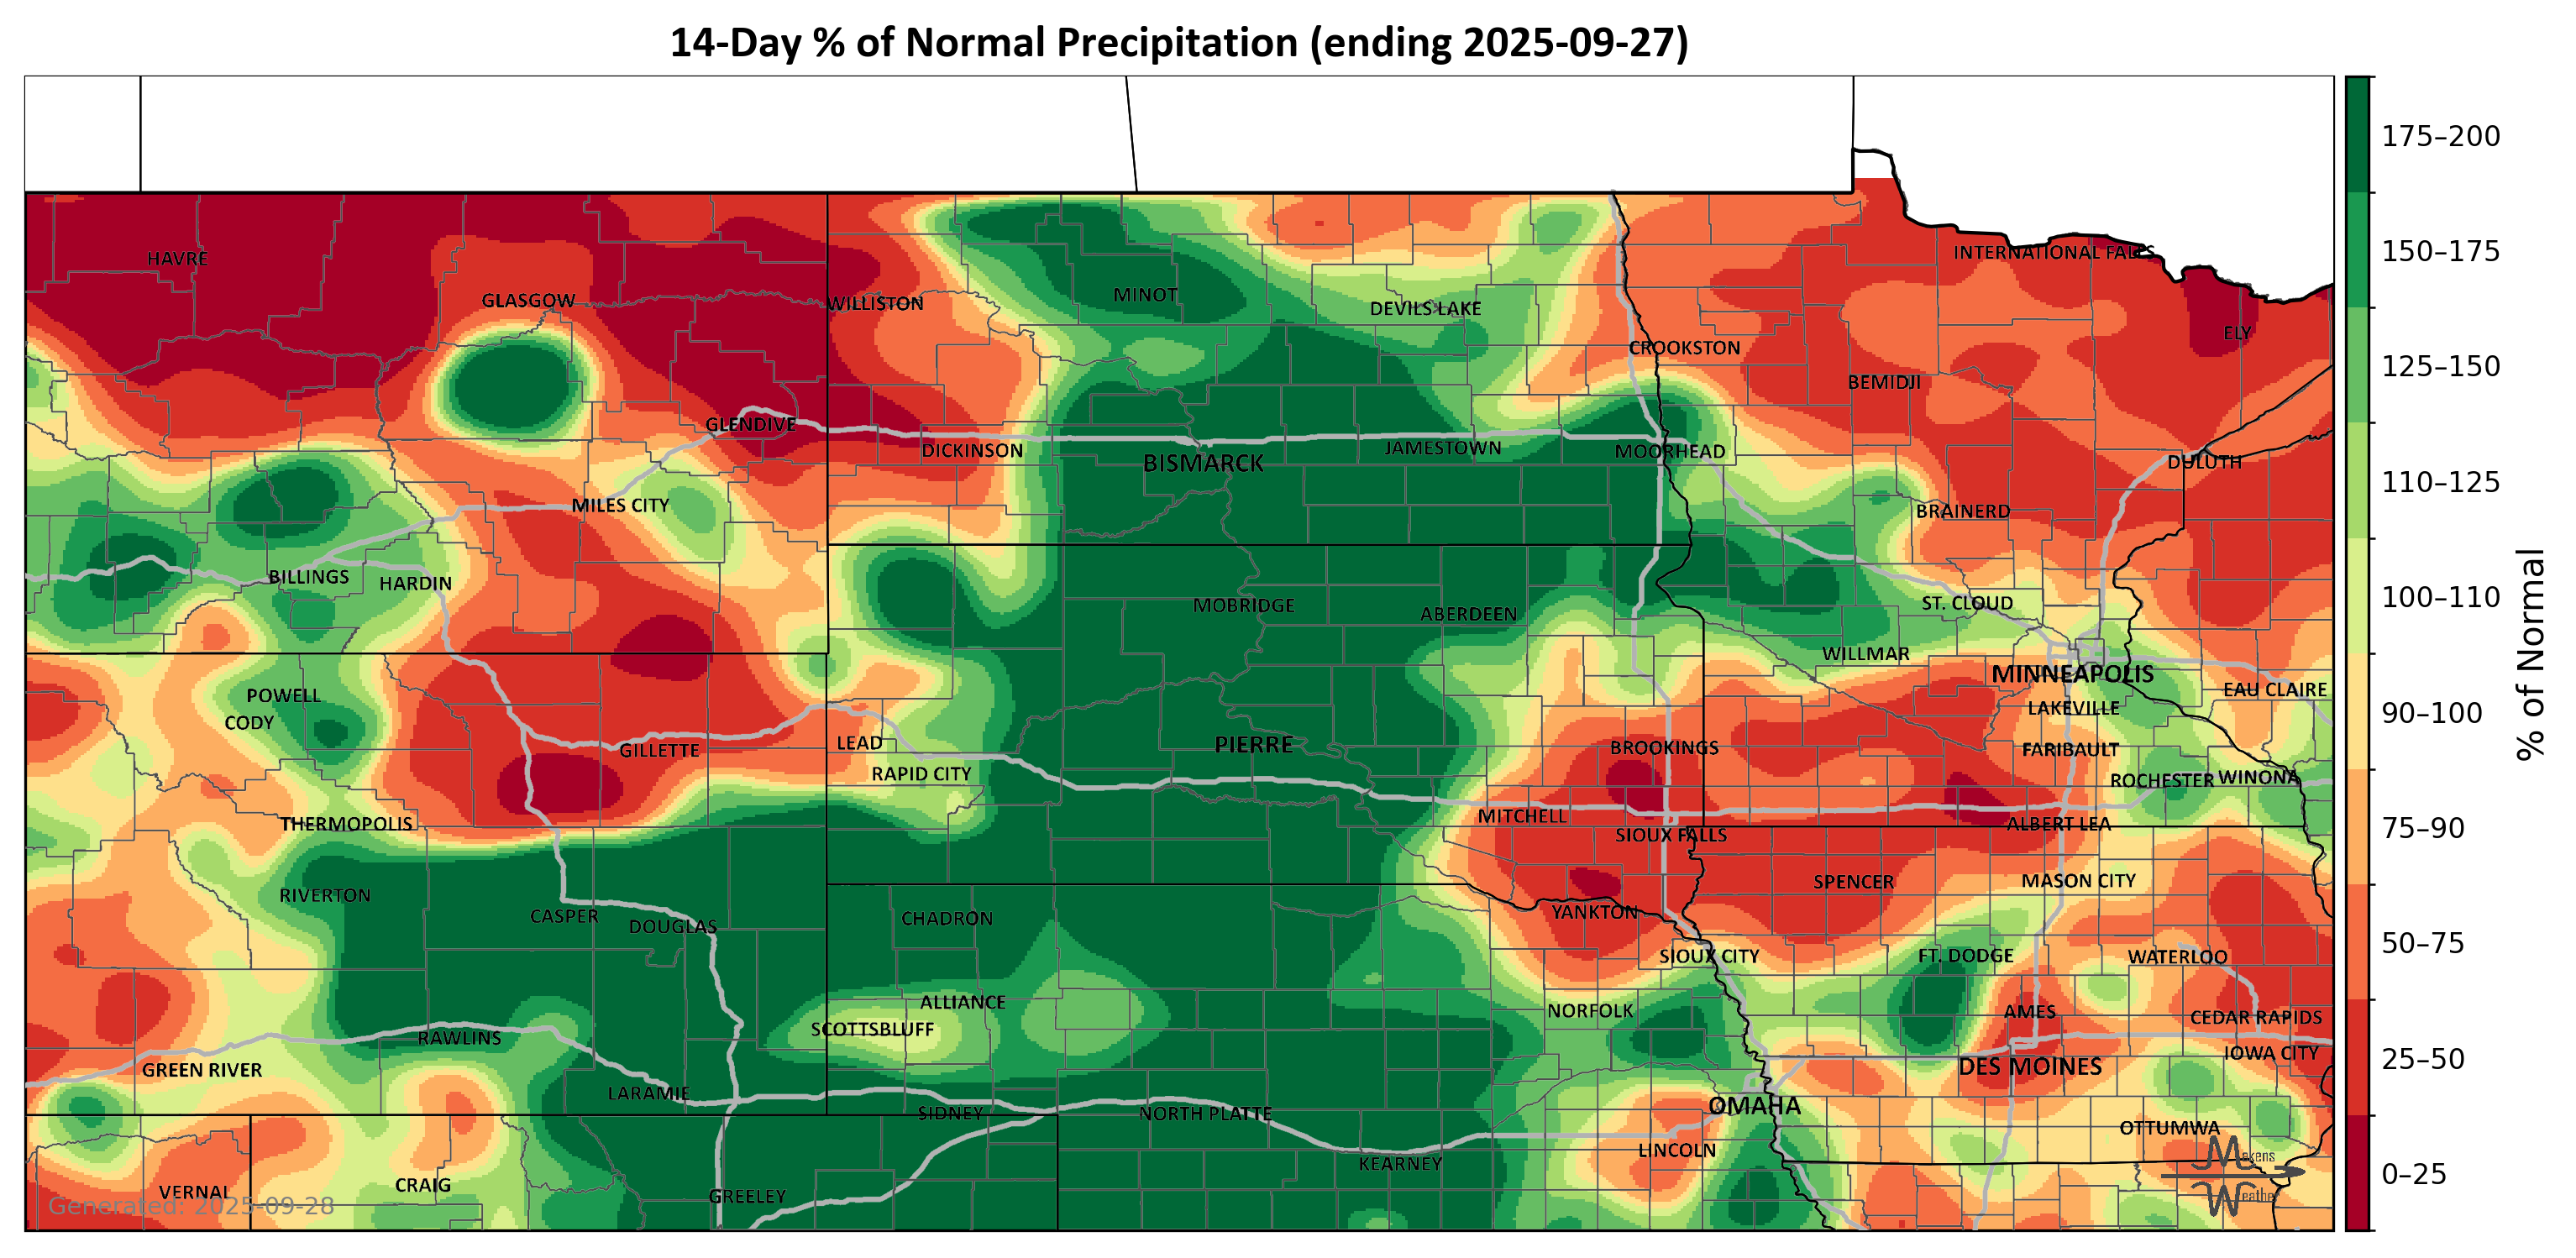 14-Day % of Normal Precipitation (ending 2025-09-27)
175–200
150–175
125–150
110–125
100–110
90–100
75–90
50–75
25–50
0–25
% of Normal
HAVRE
GLASGOW
WILLISTON
MINOT
DEVILS LAKE
INTERNATIONAL FALLS
ELY
CROOKSTON
BEMIDJI
GLENDIVE
DICKINSON
BISMARCK
JAMESTOWN
MOORHEAD
DULUTH
MILES CITY
BRAINERD
BILLINGS
HARDIN
MOBRIDGE
ABERDEEN
ST. CLOUD
WILLMAR
MINNEAPOLIS
EAU CLAIRE
POWELL
CODY
LAKEVILLE
GILLETTE
LEAD
PIERRE
BROOKINGS
FARIBAULT
RAPID CITY
ROCHESTER
WINONA
THERMOPOLIS
MITCHELL
SIOUX FALLS
ALBERT LEA
RIVERTON
CASPER
DOUGLAS
CHADRON
YANKTON
SPENCER
MASON CITY
SIOUX CITY
FT. DODGE
WATERLOO
ALLIANCE
SCOTTSBLUFF
NORFOLK
AMES
CEDAR RAPIDS
RAWLINS
GREEN RIVER
DES MOINES
IOWA CITY
LARAMIE
SIDNEY
NORTH PLATTE
OMAHA
OTTUMWA
LINCOLN
KEARNEY
VERNAL
CRAIG
GREELEY
Generated: 2025-09-28
Makens
Weather